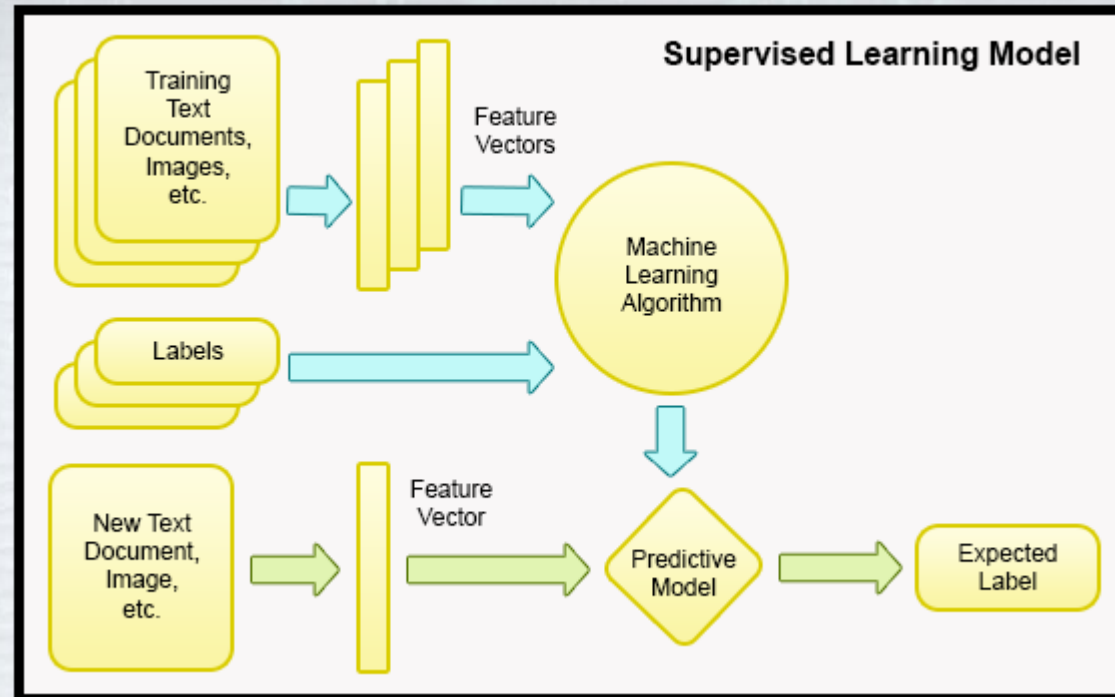 Supervised Learning Model
Training
Text
Documents,
Images,
etc.
Feature
Vectors
Machine
Learning
Algorithm
Labels
New Text
Document,
Image,
etc.
Feature
Vector
Predictive
Model
Expected
Label